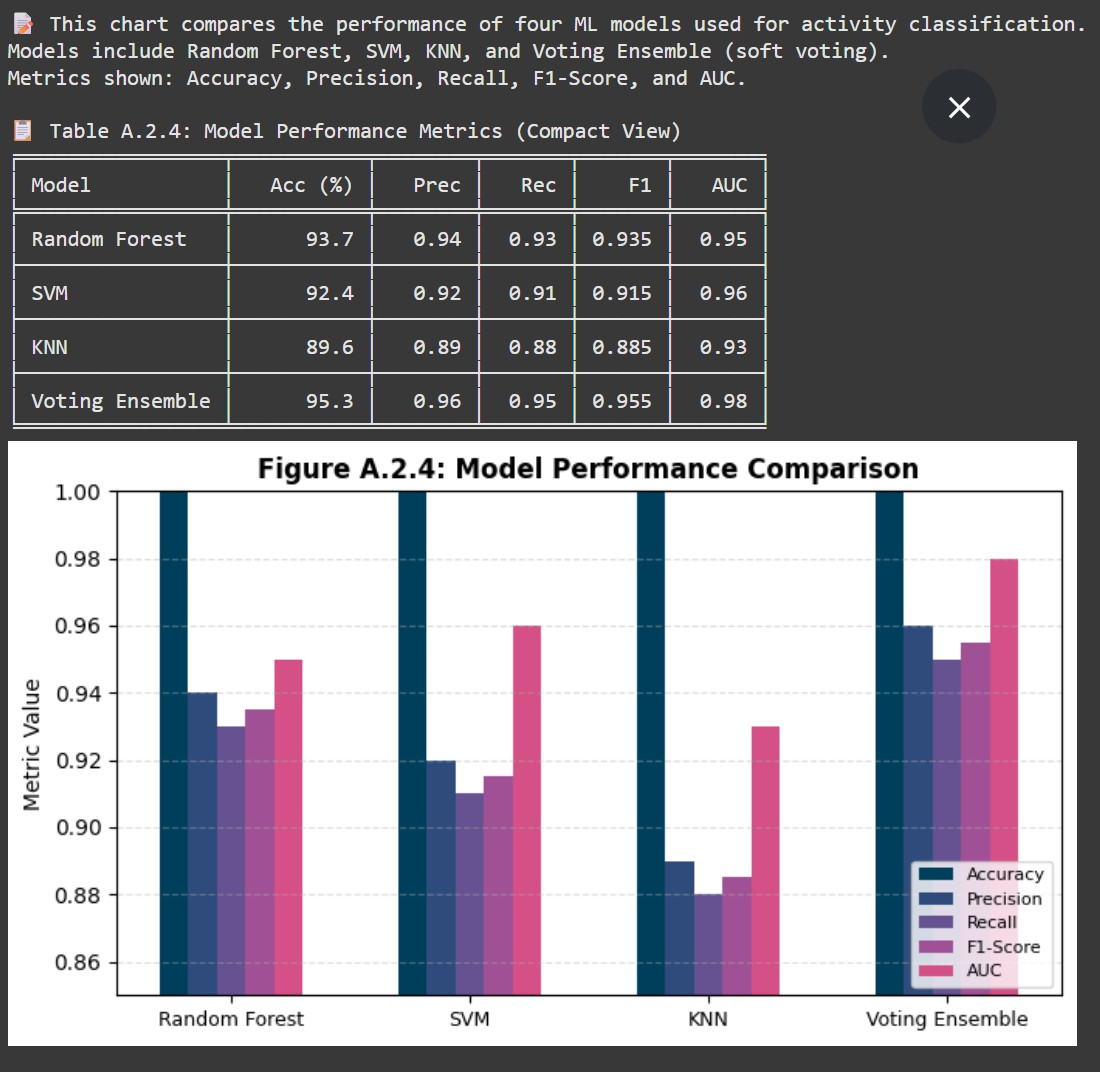 📝 This chart compares the performance of four ML models used for activity classification.
Models include Random Forest, SVM, KNN, and Voting Ensemble (soft voting).
Metrics shown: Accuracy, Precision, Recall, F1-Score, and AUC.
📋 Table A.2.4: Model Performance Metrics (Compact View)
Model Acc (%) Prec Rec F1 AUC
Random Forest 93.7 0.94 0.93 0.935 0.95
SVM 92.4 0.92 0.91 0.915 0.96
KNN 89.6 0.89 0.88 0.885 0.93
Voting Ensemble 95.3 0.96 0.95 0.955 0.98
Figure A.2.4: Model Performance Comparison
Metric Value
1.00
0.98
0.96
0.94
0.92
0.90
0.88
0.86
Accuracy
Precision
Recall
F1-Score
AUC
Random Forest SVM KNN Voting Ensemble